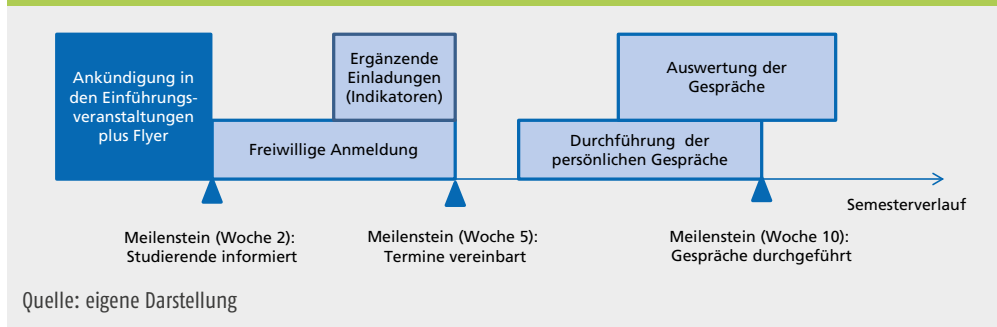 Ankündigung in
den Einführungs-
veranstaltungen
plus Flyer
Ergänzende
Einladungen
(Indikatoren)
Freiwillige Anmeldung
Auswertung der
Gespräche
Durchführung der
persönlichen Gespräche
Semesterverlauf
Meilenstein (Woche 2):
Studierende informiert
Meilenstein (Woche 5):
Termine vereinbart
Meilenstein (Woche 10):
Gespräche durchgeführt
Quelle: eigene Darstellung